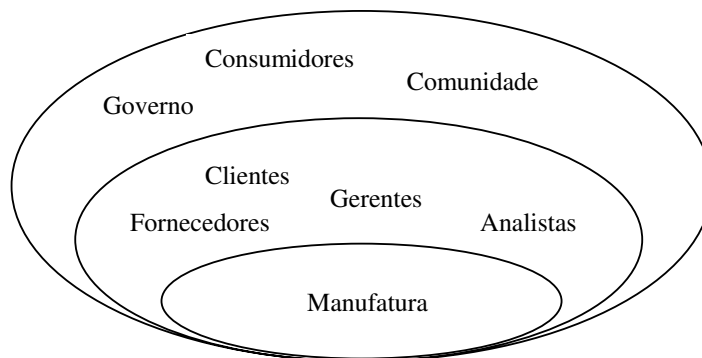 Consumidores
Comunidade
Governo
Clientes
Gerentes
Fornecedores
Analistas
Manufatura